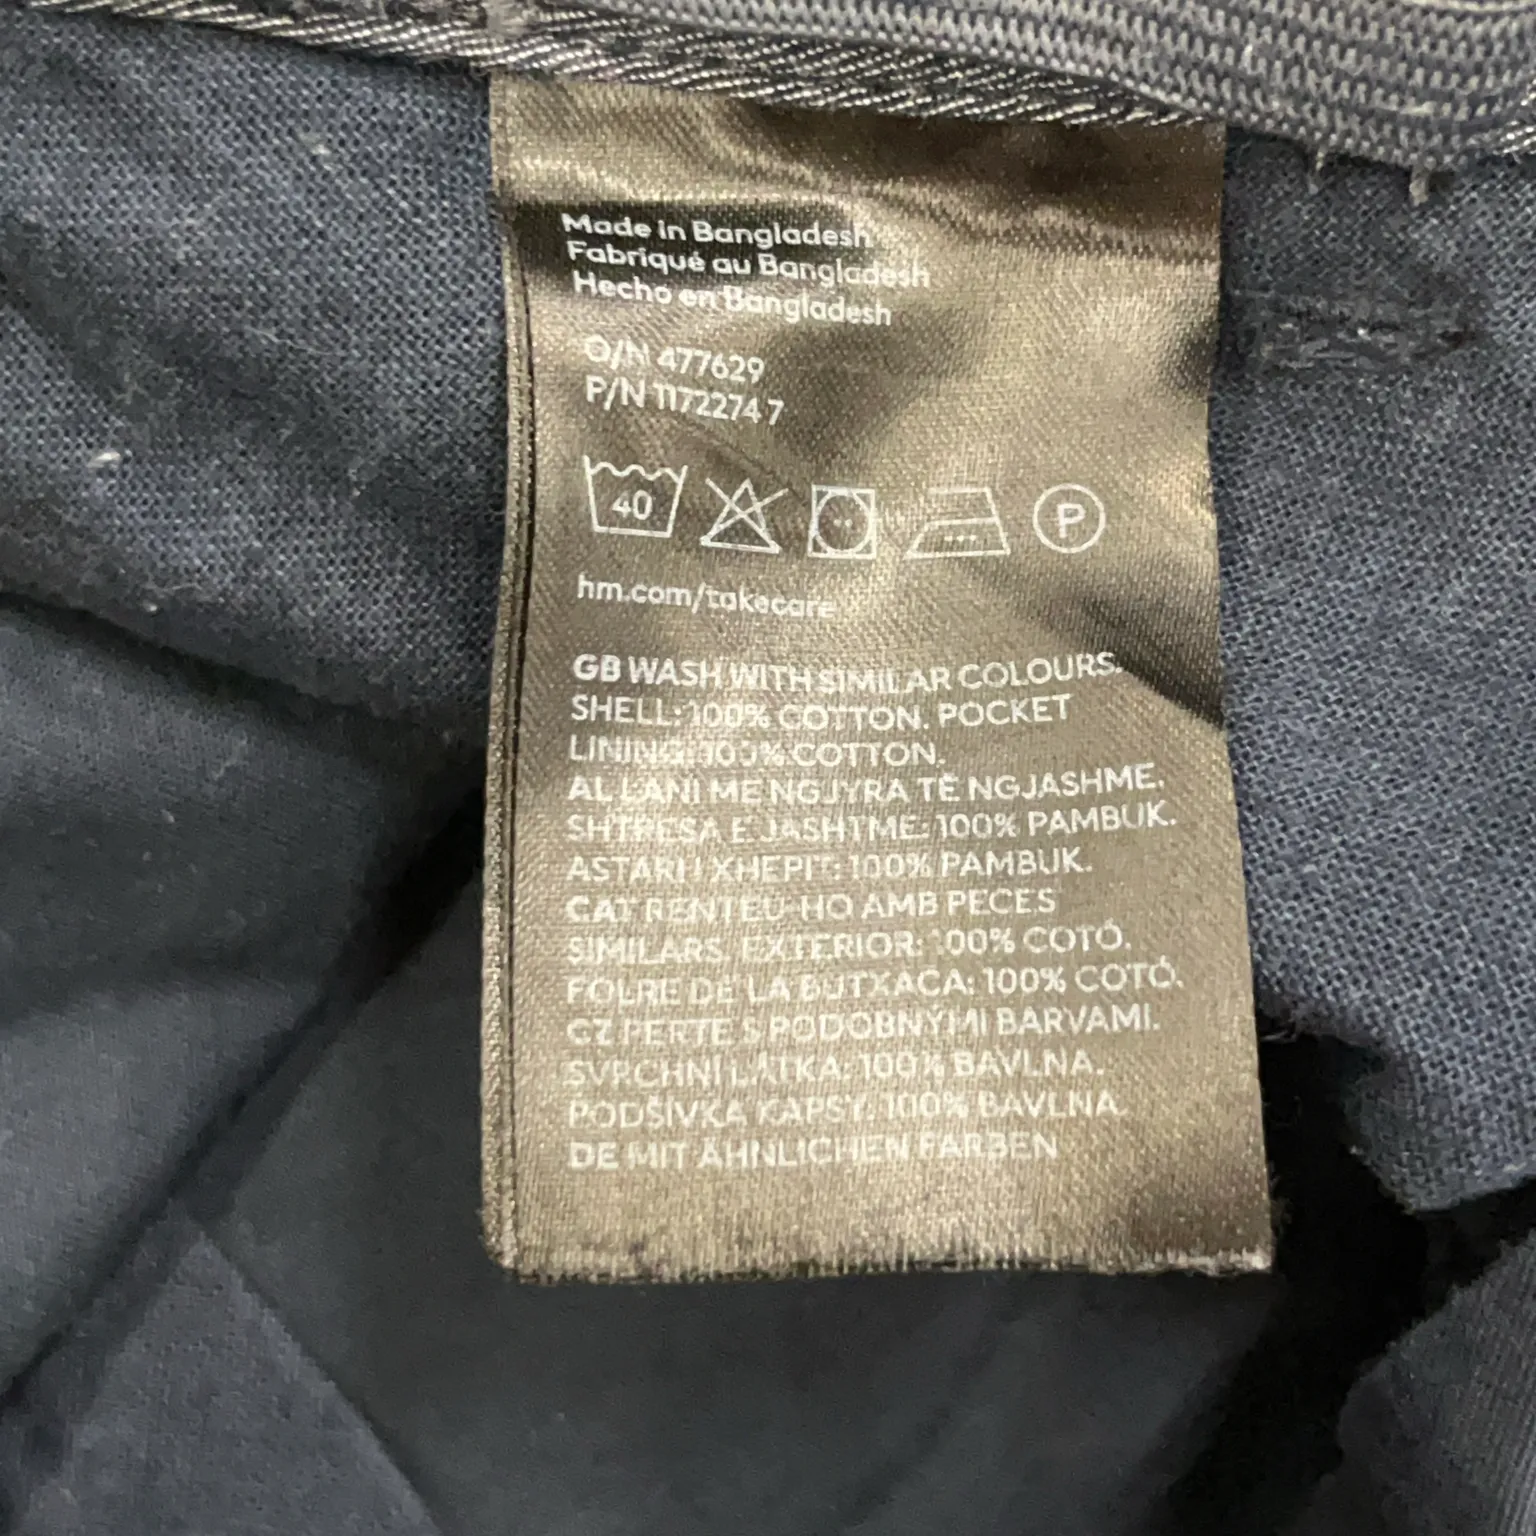 Made in Bangladesh
Fabriqué au Bangladesh
Hecho en Bangladesh
O/N 477629
P/N 1172274 7
40
P
hm.com/takecare
GB WASH WITH SIMILAR COLOURS.
SHELL: 100% COTTON. POCKET
LINING: 100% COTTON.
AL LANI ME NGJYRA TË NGJASHME.
SHTRESA E JASHTME: 100% PAMBUK.
ASTARI I XHEPIT: 100% PAMBUK.
CAT RENTEU-HO AMB PECES
SIMILARS. EXTERIOR: 100% COTÓ.
FOLRE DE LA BUTXACA: 100% COTÓ.
CZ PERTE S PODOBNÝMI BARVAMI.
SVRCHNÍ LÁTKA: 100% BAVLNA.
PODŠÍVKA KAPSY: 100% BAVLNA.
DE MIT ÄHNLICHEN FARBEN